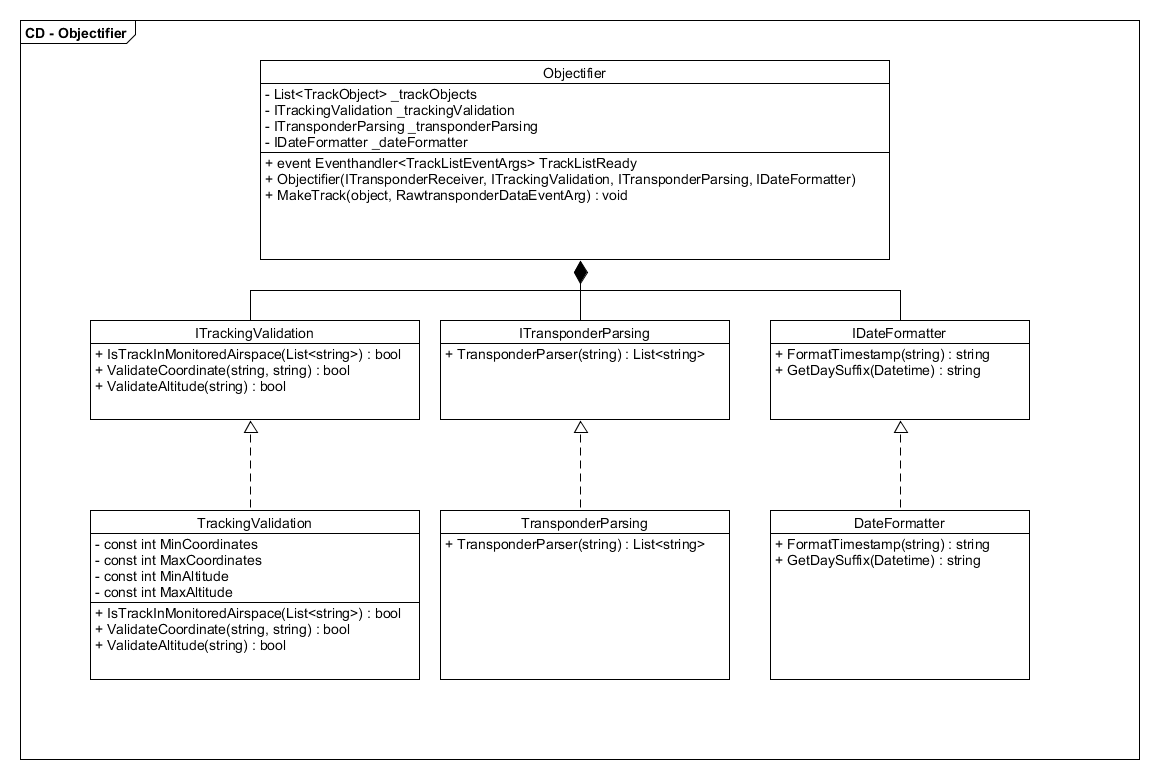 CD - Objectifier
Objectifier
- List<TrackObject> _trackObjects
- ITrackingValidation _trackingValidation
- ITransponderParsing _transponderParsing
- IDateFormatter _dateFormatter
+ event Eventhandler<TrackListEventArgs> TrackListReady
+ Objectifier(ITransponderReceiver, ITrackingValidation, ITransponderParsing, IDateFormatter)
+ MakeTrack(object, RawtransponderDataEventArg) : void
ITrackingValidation
+ IsTrackInMonitoredAirspace(List<string>) : bool
+ ValidateCoordinate(string, string) : bool
+ ValidateAltitude(string) : bool
ITransponderParsing
+ TransponderParser(string) : List<string>
IDateFormatter
+ FormatTimestamp(string) : string
+ GetDaySuffix(Datetime) : string
TrackingValidation
- const int MinCoordinates
- const int MaxCoordinates
- const int MinAltitude
- const int MaxAltitude
+ IsTrackInMonitoredAirspace(List<string>) : bool
+ ValidateCoordinate(string, string) : bool
+ ValidateAltitude(string) : bool
TransponderParsing
+ TransponderParser(string) : List<string>
DateFormatter
+ FormatTimestamp(string) : string
+ GetDaySuffix(Datetime) : string